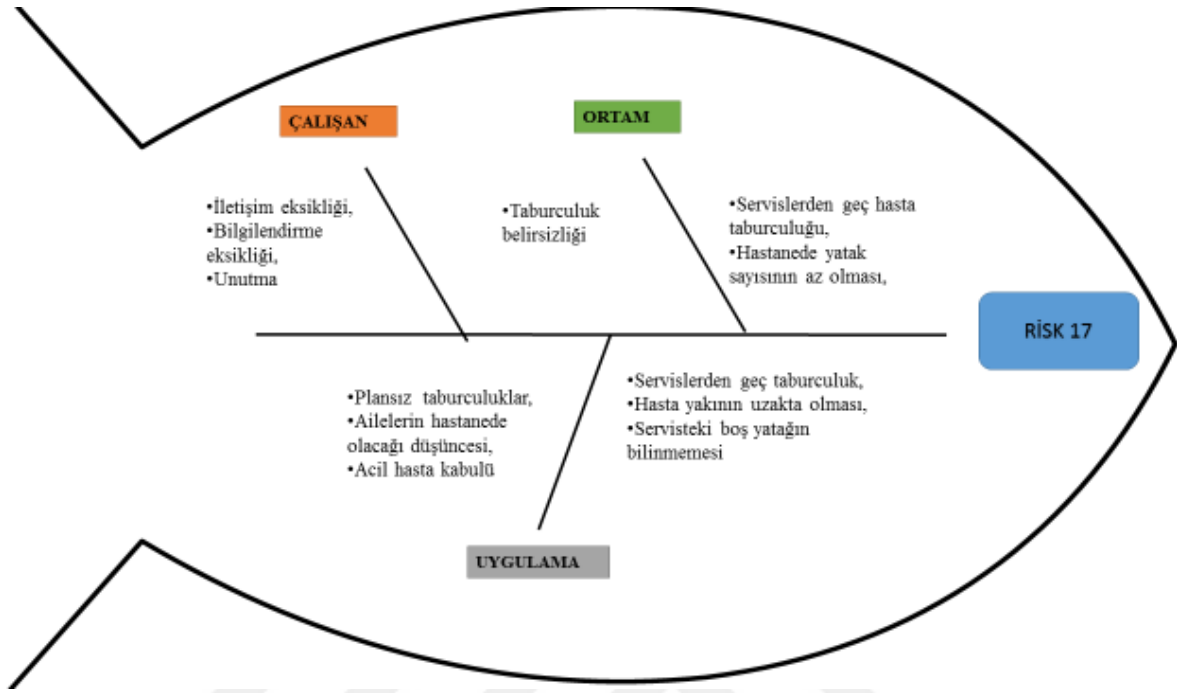 ÇALIŞAN
ORTAM
•İletişim eksikliği,
•Bilgilendirme
eksikliği,
•Unutma
•Taburculuk
belirsizliği
•Servislerden geç hasta
taburculuğu,
•Hastanede yatak
sayısının az olması,
RİSK 17
•Plansız taburculuklar,
•Ailelerin hastanede
olacağı düşüncesi,
•Acil hasta kabulü
•Servislerden geç taburculuk,
•Hasta yakının uzakta olması,
•Servisteki boş yatağın
bilinmemesi
UYGULAMA